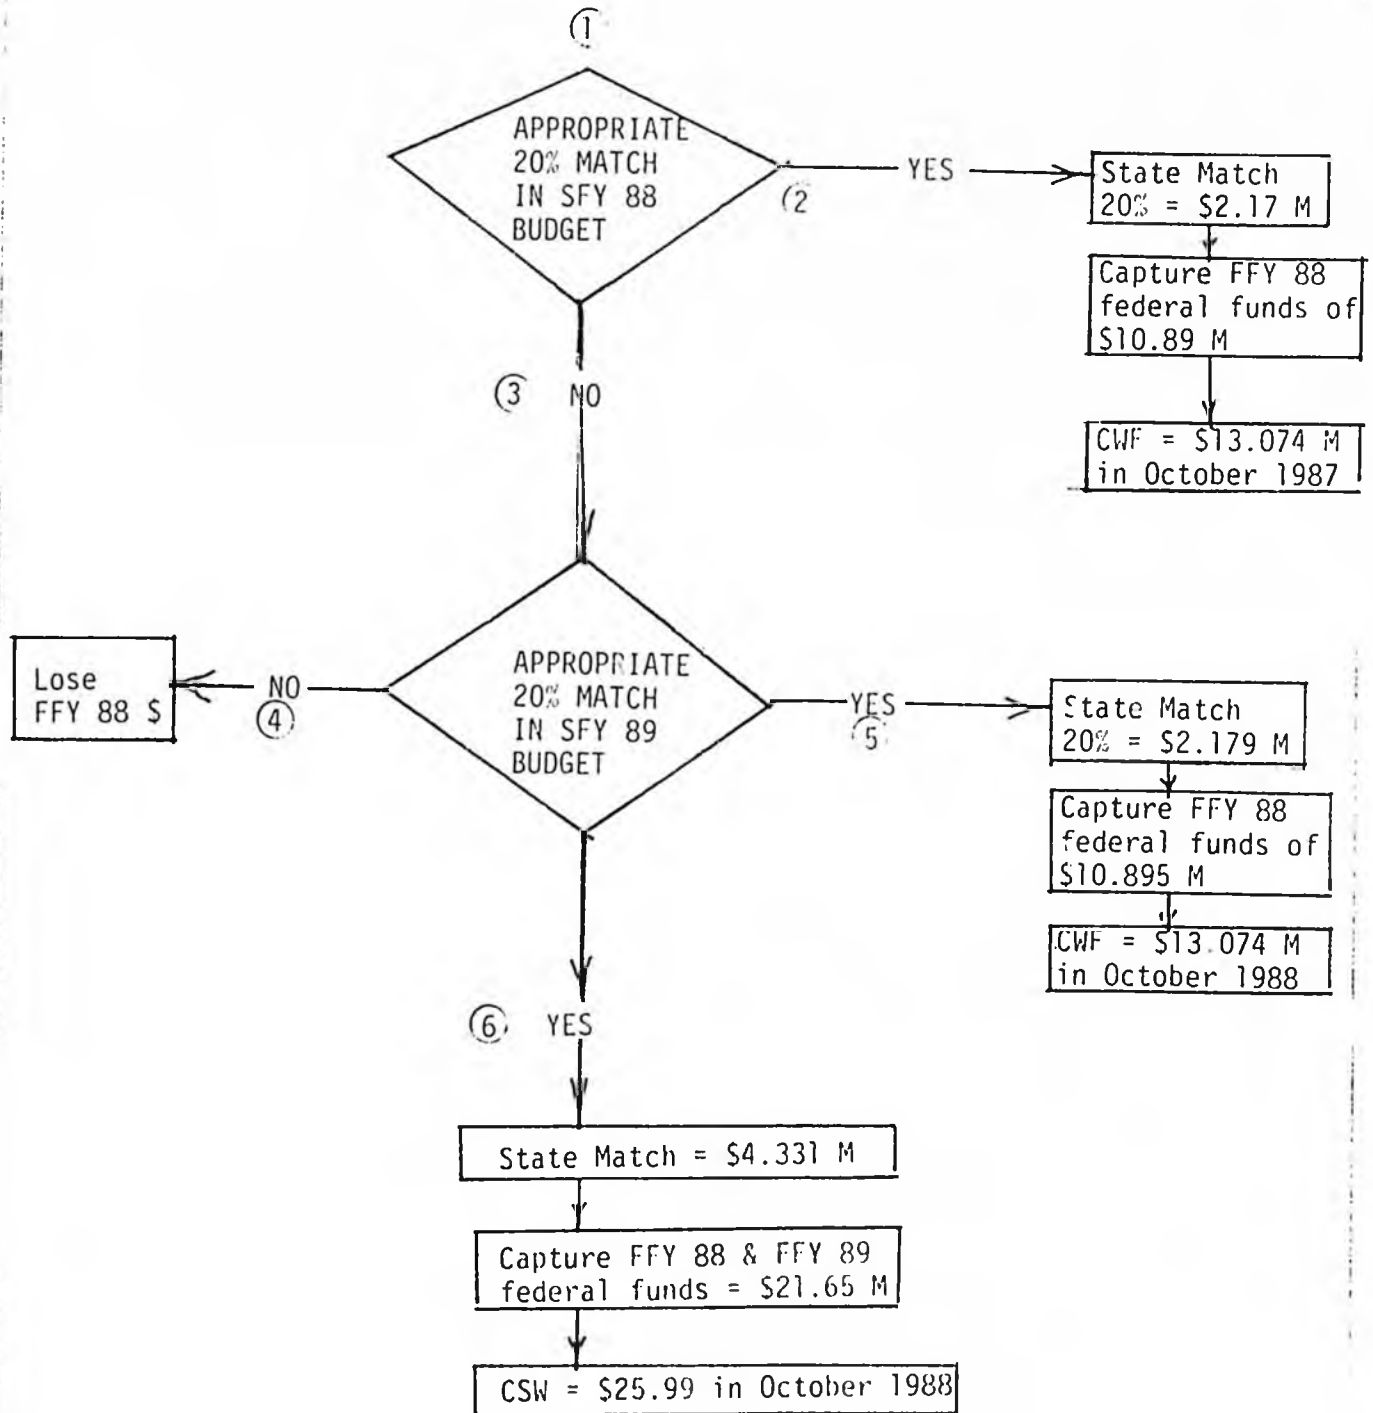 1
APPROPRIATE
20% MATCH
IN SFY 88
BUDGET
2
YES
State Match
20% = $2.17 M
Capture FFY 88
federal funds of
$10.89 M
CWF = $13.074 M
in October 1987
3 NO
APPROPRIATE
20% MATCH
IN SFY 89
BUDGET
NO
4
Lose
FFY 88 $
YES
5
State Match
20% = $2.179 M
Capture FFY 88
federal funds of
$10.895 M
CWF = $13.074 M
in October 1988
6 YES
State Match = $4.331 M
Capture FFY 88 & FFY 89
federal funds = $21.65 M
CSW = $25.99 in October 1988